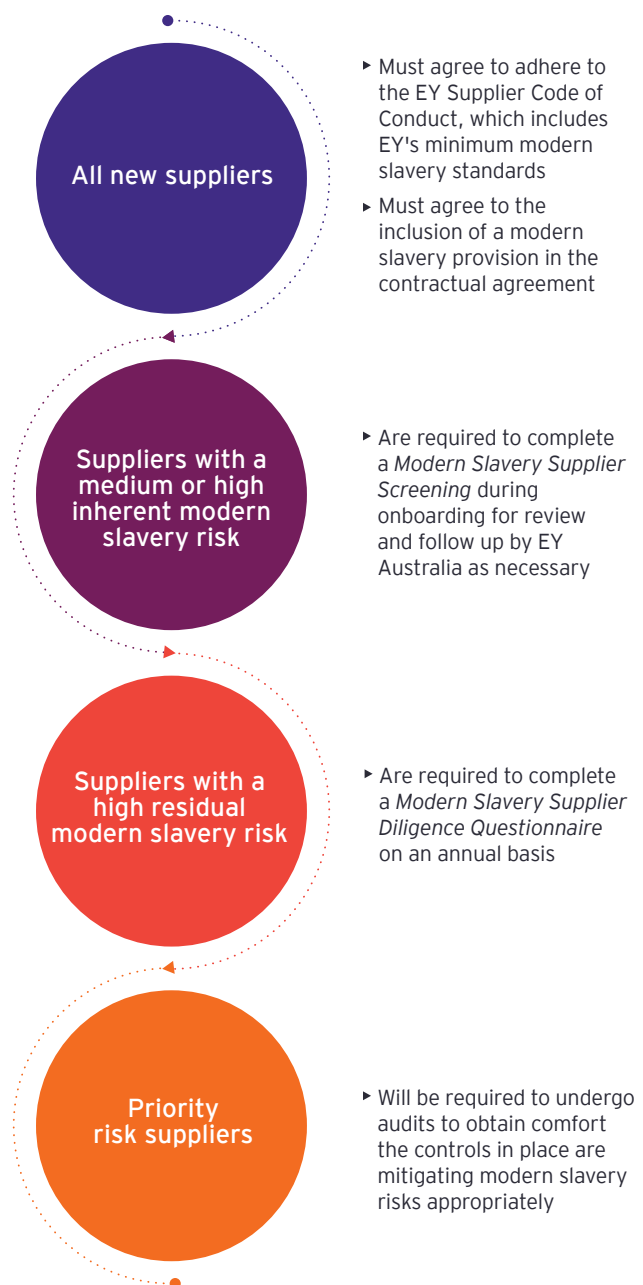 All new suppliers
▸ Must agree to adhere to
the EY Supplier Code of
Conduct, which includes
EY's minimum modern
slavery standards
▸ Must agree to the
inclusion of a modern
slavery provision in the
contractual agreement
Suppliers with a
medium or high
inherent modern
slavery risk
▸ Are required to complete
a Modern Slavery Supplier
Screening during
onboarding for review
and follow up by EY
Australia as necessary
Suppliers with a
high residual
modern slavery risk
▸ Are required to complete
a Modern Slavery Supplier
Diligence Questionnaire
on an annual basis
Priority
risk suppliers
▸ Will be required to undergo
audits to obtain comfort
the controls in place are
mitigating modern slavery
risks appropriately